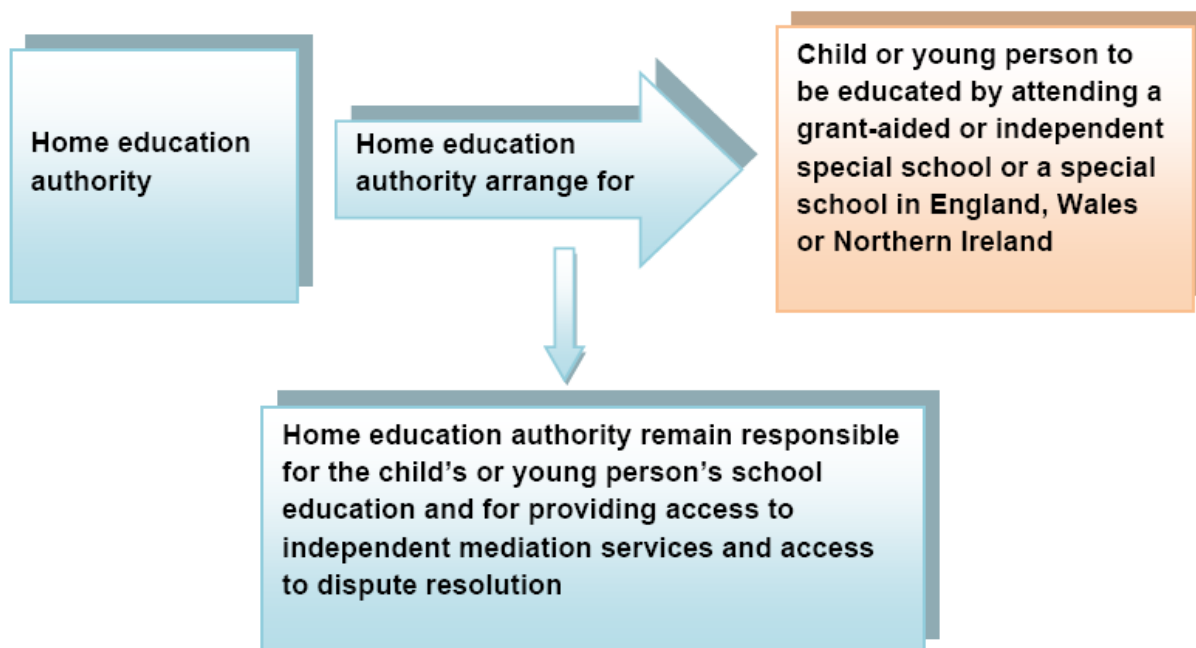 Home education
authority
Home education
authority arrange for
Child or young person to
be educated by attending a
grant-aided or independent
special school or a special
school in England, Wales
or Northern Ireland
Home education authority remain responsible
for the child’s or young person’s school
education and for providing access to
independent mediation services and access
to dispute resolution